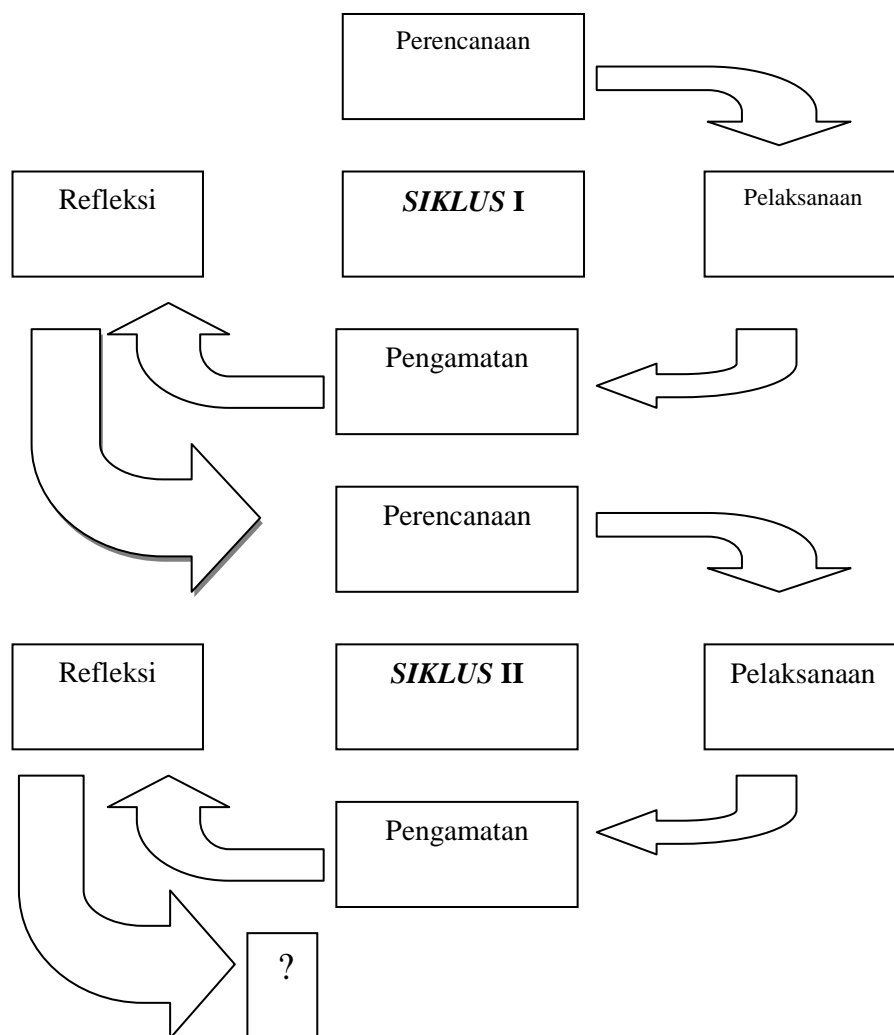 Perencanaan
Refleksi
SIKLUS I
Pelaksanaan
Pengamatan
Perencanaan
Refleksi
SIKLUS II
Pelaksanaan
Pengamatan
?